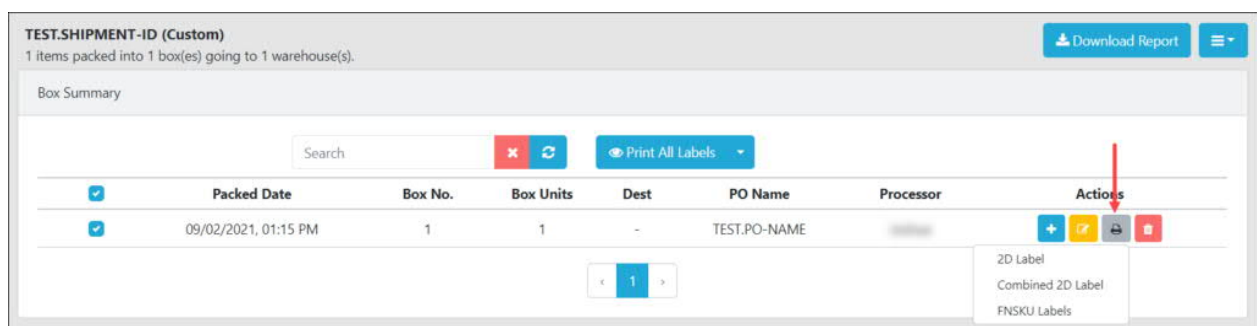 TEST.SHIPMENT-ID (Custom)
1 items packed into 1 box(es) going to 1 warehouse(s).
Download Report
Box Summary
Search
Print All Labels
Packed Date Box No. Box Units Dest PO Name Processor Actions
09/02/2021, 01:15 PM 1 1 - TEST.PO-NAME
2D Label
Combined 2D Label
FNSKU Labels
‹ 1 ›